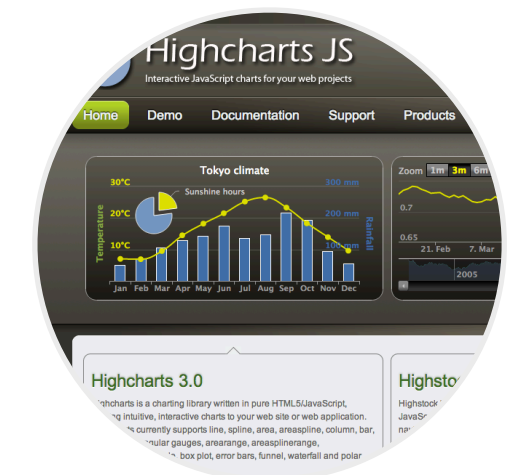 Highcharts JS
Interactive JavaScript charts for your web projects
Home Demo Documentation Support Products
Tokyo climate
Sunshine hours
30°C 300 mm
20°C 200 mm
10°C 100 mm
Temperature
Rainfall
Jan Feb Mar Apr May Jun Jul Aug Sep Oct Nov Dec
Zoom 1m 3m 6m
0.7
0.65
21. Feb 7. Mar
2005
Highcharts 3.0
Highcharts is a charting library written in pure HTML5/JavaScript,
intuitive, interactive charts to your web site or web application.
currently supports line, spline, area, areaspline, column, bar,
gauges, arearange, areasplinerange,
box plot, error bars, funnel, waterfall and polar
Highstoc
Highstock
JavaSc